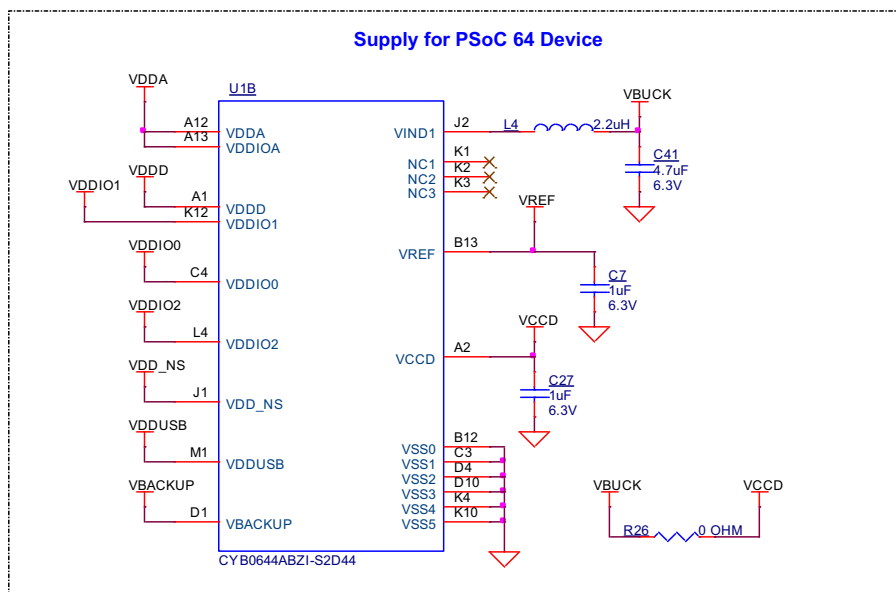 Supply for PSoC 64 Device
U1B
VDDA
A12
VDDA
A13
VDDIOA
VDDIO1
VDDD
A1
VDDD
K12
VDDIO1
VDDIO0
C4
VDDIO0
VDDIO2
L4
VDDIO2
VDD_NS
J1
VDD_NS
VDDUSB
M1
VDDUSB
VBACKUP
D1
VBACKUP
CYB0644ABZI-S2D44
VIND1
J2
L4
2.2uH
VBUCK
C41
4.7uF
6.3V
NC1
K1
NC2
K2
NC3
K3
VREF
VREF
B13
C7
1uF
6.3V
VCCD
VCCD
A2
C27
1uF
6.3V
VSS0
B12
VSS1
C3
VSS2
D4
VSS3
D10
VSS4
K4
VSS5
K10
VBUCK
VCCD
R26
0 OHM